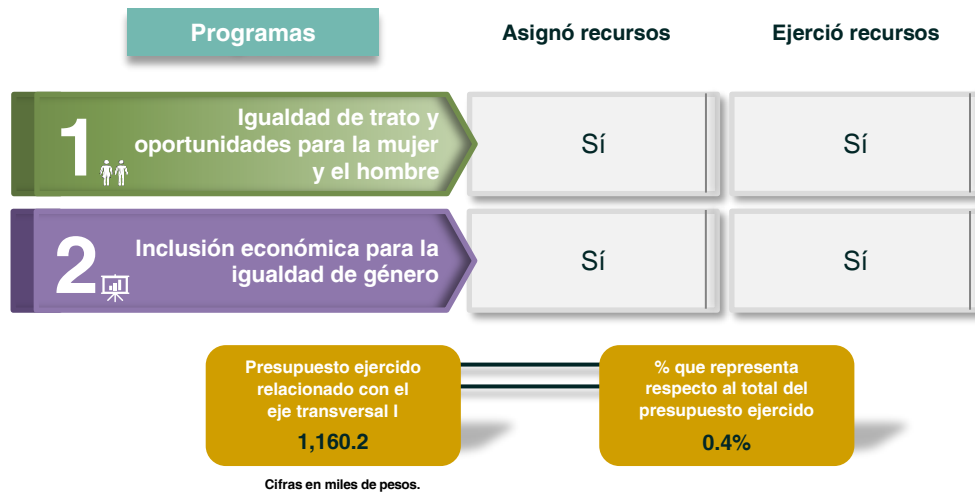 Programas
Asignó recursos
Ejerció recursos
1
Igualdad de trato y
oportunidades para la mujer
y el hombre
Sí
Sí
2
Inclusión económica para la
igualdad de género
Sí
Sí
Presupuesto ejercido
relacionado con el
eje transversal I
1,160.2
% que representa
respecto al total del
presupuesto ejercido
0.4%
Cifras en miles de pesos.